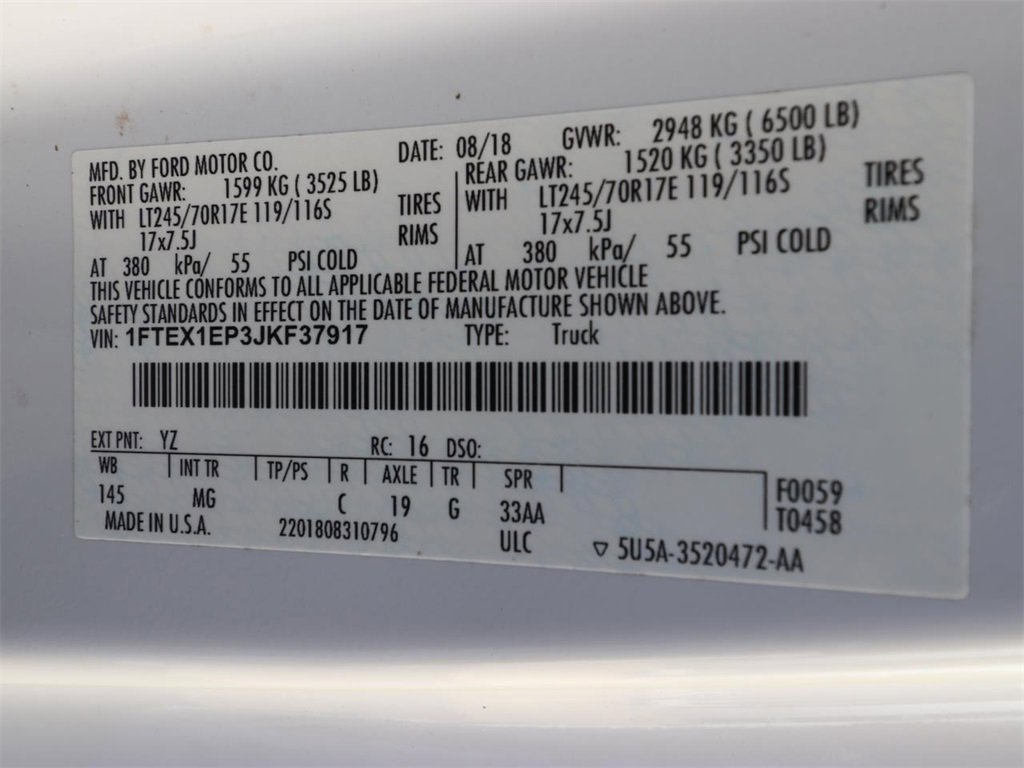 MFD. BY FORD MOTOR CO. DATE: 08/18 GVWR: 2948 KG ( 6500 LB)
FRONT GAWR: 1599 KG ( 3525 LB) REAR GAWR: 1520 KG ( 3350 LB)
WITH LT245/70R17E 119/116S TIRES WITH LT245/70R17E 119/116S TIRES
17x7.5J RIMS 17x7.5J RIMS
AT 380 kPa/ 55 PSI COLD AT 380 kPa/ 55 PSI COLD
THIS VEHICLE CONFORMS TO ALL APPLICABLE FEDERAL MOTOR VEHICLE
SAFETY STANDARDS IN EFFECT ON THE DATE OF MANUFACTURE SHOWN ABOVE.
VIN: 1FTEX1EP3JKF37917 TYPE: Truck
EXT PNT: YZ RC: 16 DSO:
WB INT TR TP/PS R AXLE TR SPR
145 MG C 19 G 33AA F0059
MADE IN U.S.A. 2201808310796 ULC T0458
▽ 5U5A-3520472-AA